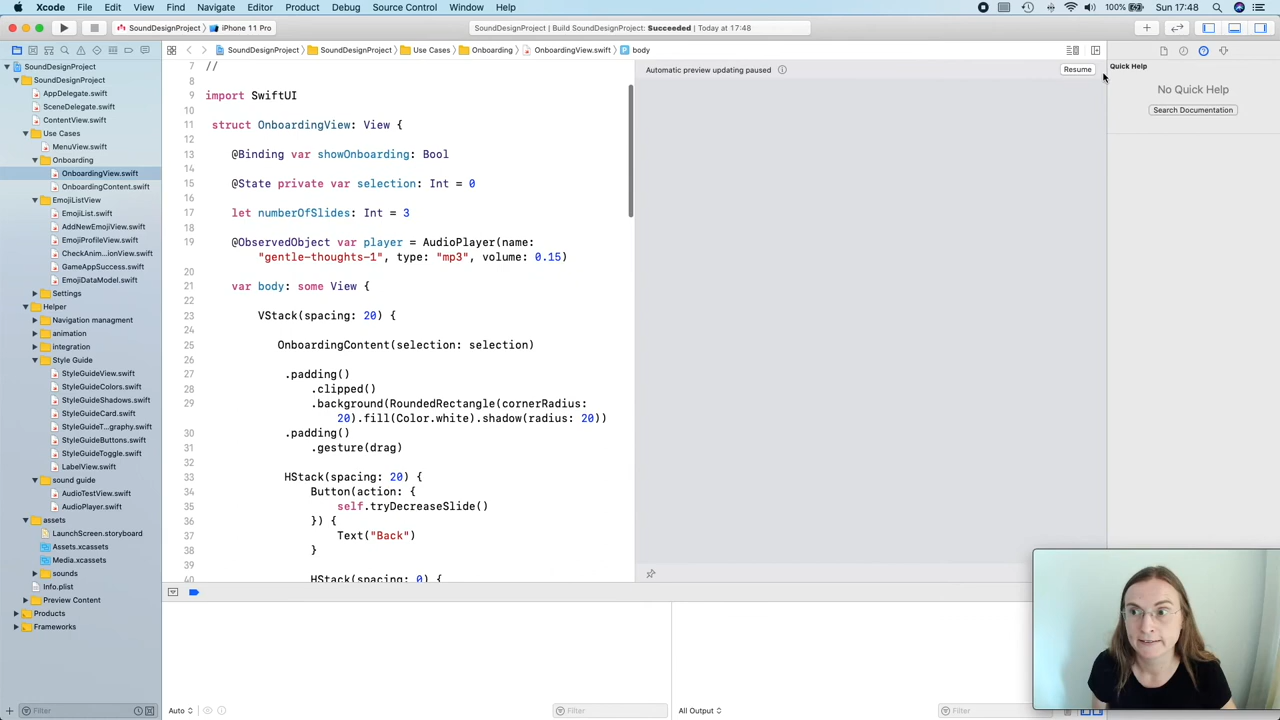 Xcode File Edit View Find Navigate Editor Product Debug Source Control Window Help
100% Sun 17:48
SoundDesignProject iPhone 11 Pro
SoundDesignProject | Build SoundDesignProject: Succeeded | Today at 17:48
SoundDesignProject SoundDesignProject Use Cases Onboarding OnboardingView.swift body
SoundDesignProject
SoundDesignProject
AppDelegate.swift
SceneDelegate.swift
ContentView.swift
Use Cases
MenuView.swift
Onboarding
OnboardingView.swift
OnboardingContent.swift
EmojiListView
EmojiList.swift
AddNewEmojiView.swift
EmojiProfileView.swift
CheckAnim...ionView.swift
GameAppSuccess.swift
EmojiDataModel.swift
Settings
Helper
Navigation managment
animation
integration
Style Guide
StyleGuideView.swift
StyleGuideColors.swift
StyleGuideShadows.swift
StyleGuideCard.swift
StyleGuideT...graphy.swift
StyleGuideButtons.swift
StyleGuideToggle.swift
LabelView.swift
sound guide
AudioTestView.swift
AudioPlayer.swift
assets
LaunchScreen.storyboard
Assets.xcassets
Media.xcassets
sounds
Info.plist
Preview Content
Products
Frameworks
Filter
7 //
8
9 import SwiftUI
10
11 struct OnboardingView: View {
12
13 @Binding var showOnboarding: Bool
14
15 @State private var selection: Int = 0
16
17 let numberOfSlides: Int = 3
18
19 @ObservedObject var player = AudioPlayer(name:
"gentle-thoughts-1", type: "mp3", volume: 0.15)
20
21 var body: some View {
22
23 VStack(spacing: 20) {
24
25 OnboardingContent(selection: selection)
26
27 .padding()
28 .clipped()
29 .background(RoundedRectangle(cornerRadius:
20).fill(Color.white).shadow(radius: 20))
30 .padding()
31 .gesture(drag)
32
33 HStack(spacing: 20) {
34 Button(action: {
35 self.tryDecreaseSlide()
36 }) {
37 Text("Back")
38 }
39
40 HStack(spacing: 0) {
Automatic preview updating paused
Resume
Quick Help
No Quick Help
Search Documentation
Auto
Filter
All Output
Filter